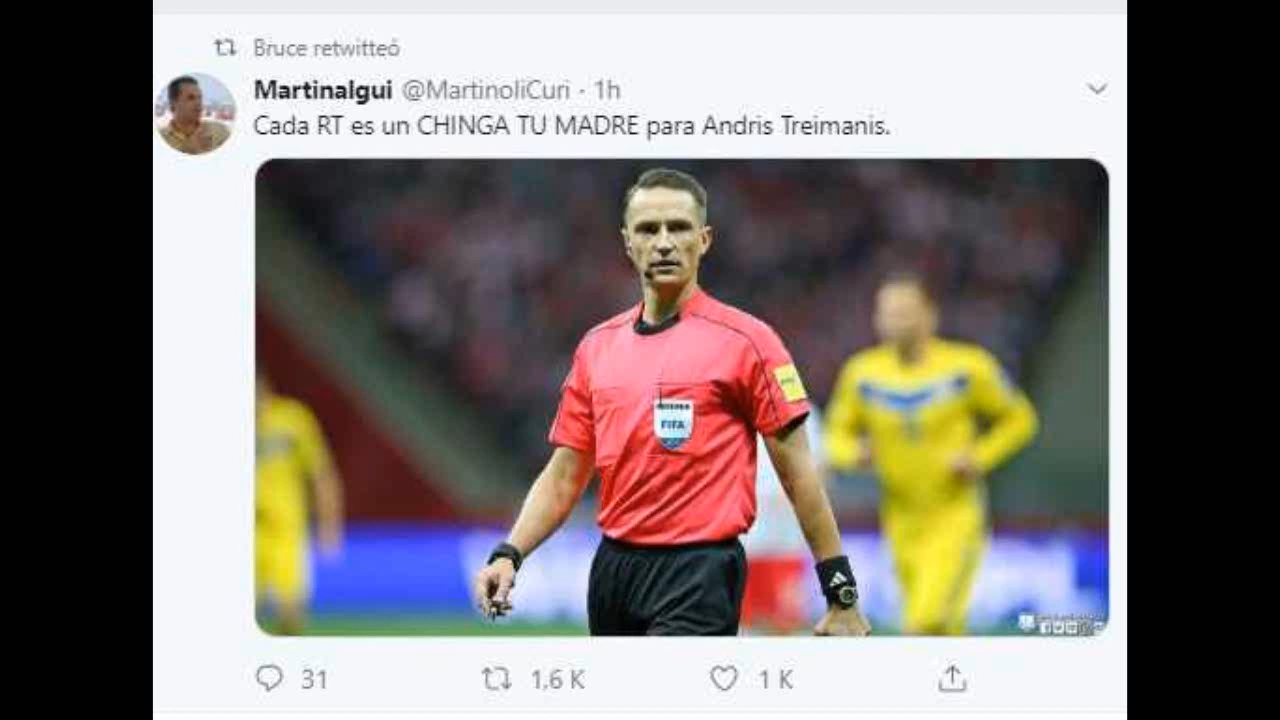 Bruce retwitteó
Martinalgui @MartinoliCuri · 1h
Cada RT es un CHINGA TU MADRE para Andris Treimanis.
FIFA
31 1,6 K 1 K